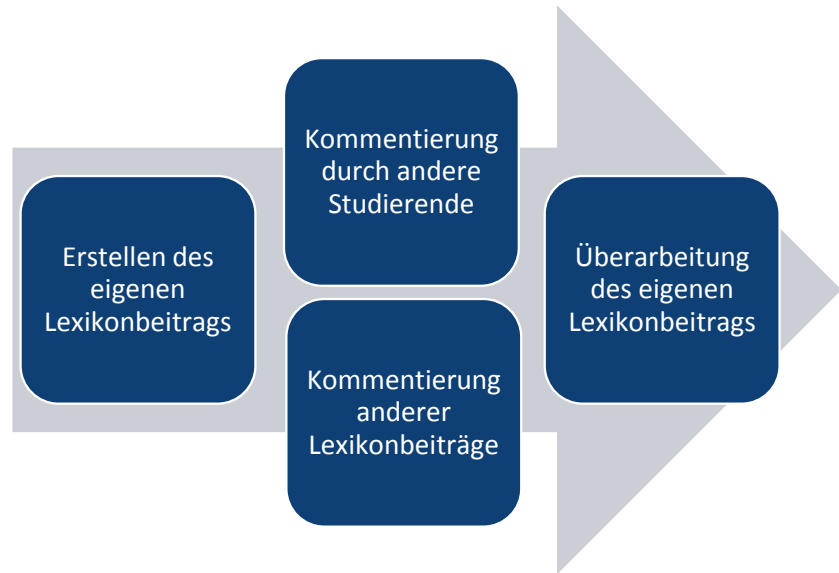 Erstellen des
eigenen
Lexikonbeitrags
Kommentierung
durch andere
Studierende
Kommentierung
anderer
Lexikonbeiträge
Überarbeitung
des eigenen
Lexikonbeitrags